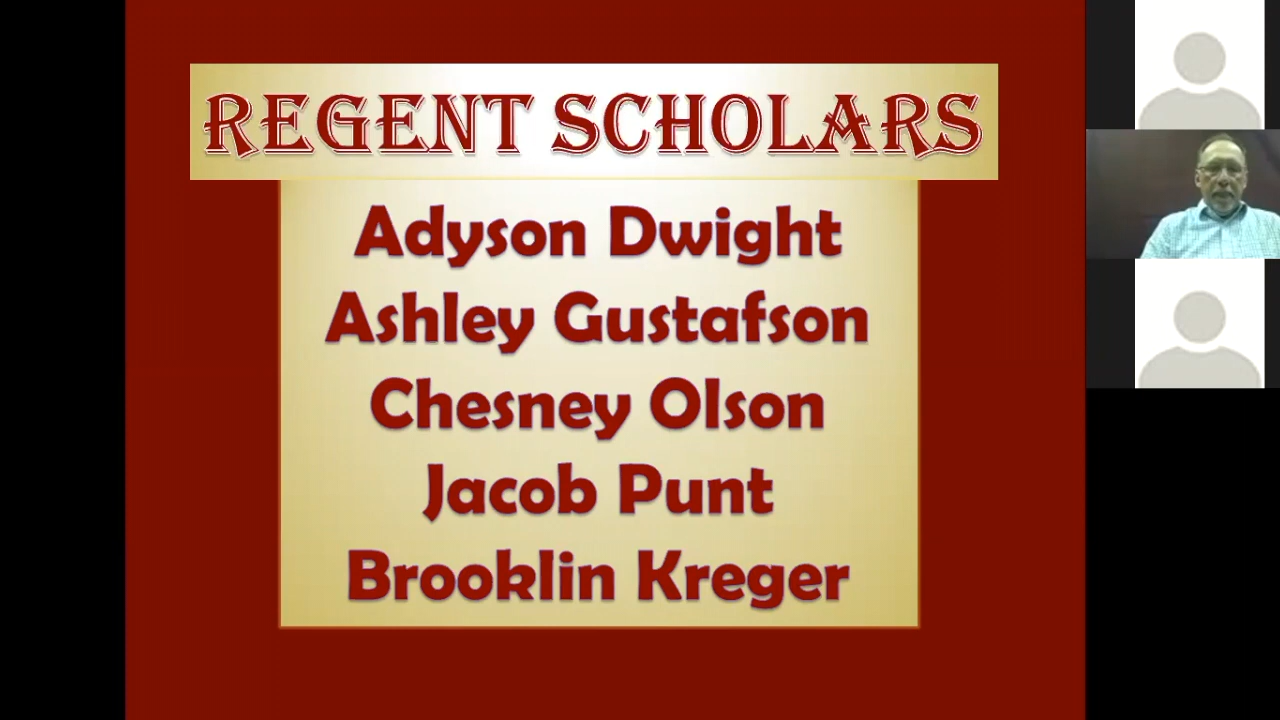 REGENT SCHOLARS
Adyson Dwight
Ashley Gustafson
Chesney Olson
Jacob Punt
Brooklin Kreger